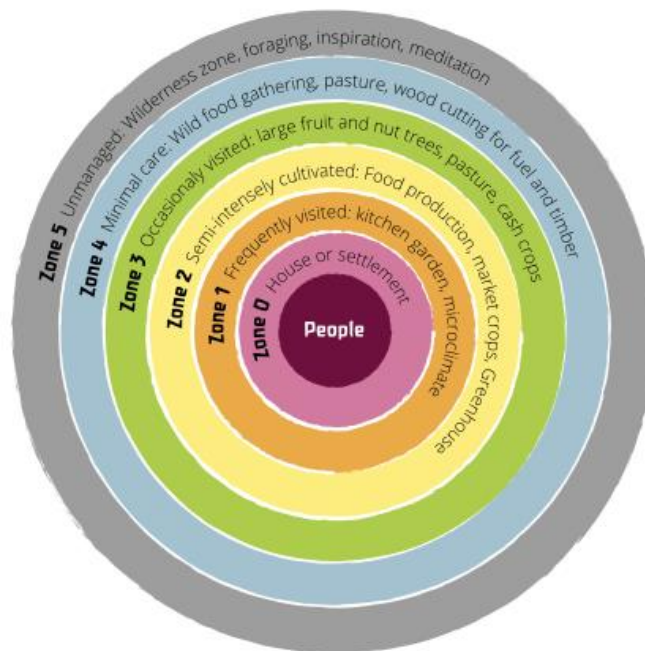 Zone 5 Unmanaged: Wilderness zone, foraging, inspiration, meditation
Zone 4 Minimal care: Wild food gathering, pasture, wood cutting for fuel and timber
Zone 3 Occasionaly visited: large fruit and nut trees, pasture, cash crops
Zone 2 Semi-intensely cultivated: Food production, market crops, Greenhouse
Zone 1 Frequently visited: kitchen garden, microclimate
Zone 0 House or settlement
People